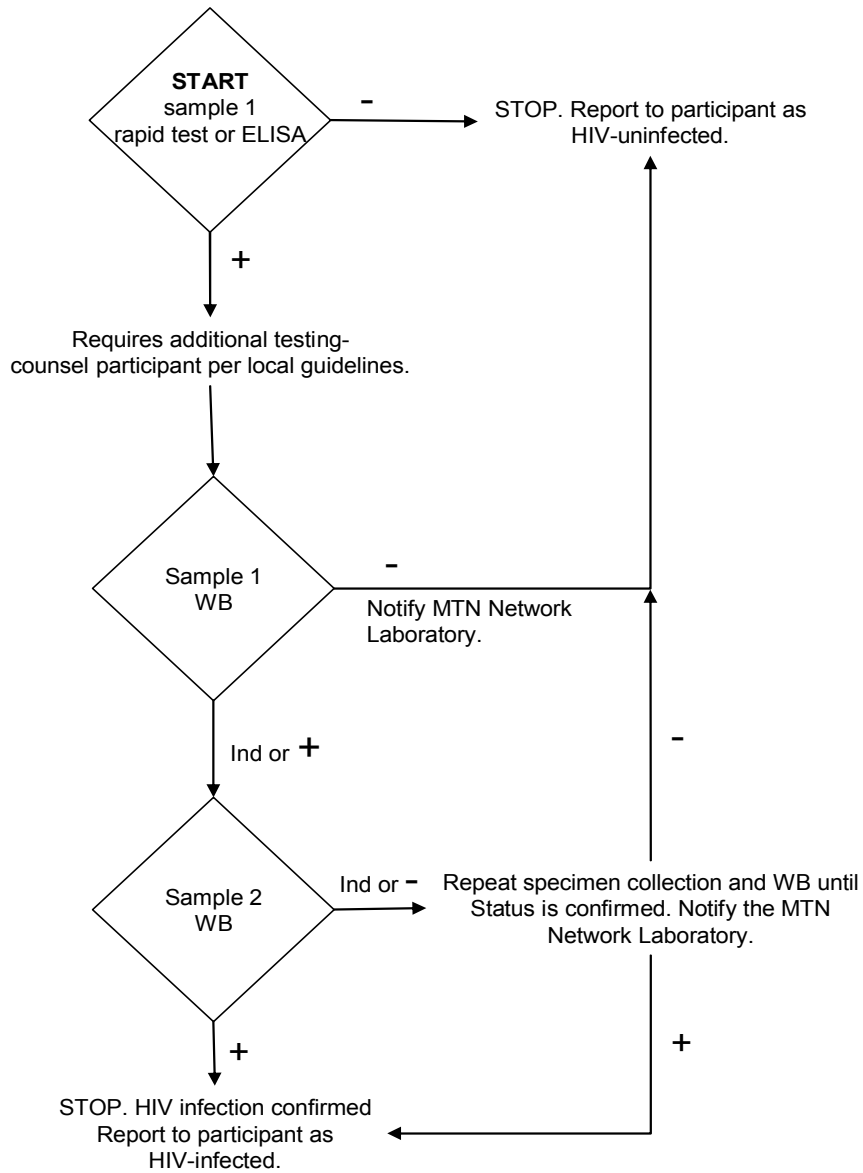 START
sample 1
rapid test or ELISA
-
STOP. Report to participant as
HIV-uninfected.
+
Requires additional testing-
counsel participant per local guidelines.
Sample 1
WB
-
Notify MTN Network
Laboratory.
Ind or +
-
Sample 2
WB
Ind or -
Repeat specimen collection and WB until
Status is confirmed. Notify the MTN
Network Laboratory.
+
+
STOP. HIV infection confirmed
Report to participant as
HIV-infected.